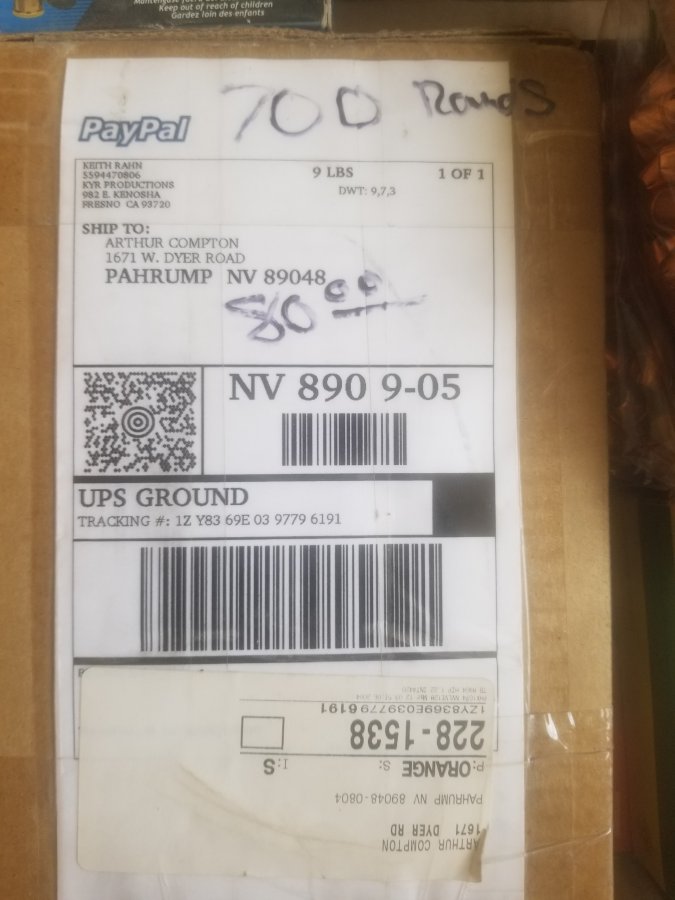 Keep out of reach of children
Gardez loin des enfants
PayPal
700 Rounds
KEITH RAHN
5594470806
KYR PRODUCTIONS
982 E. KENOSHA
FRESNO CA 93720
9 LBS
1 OF 1
DWT: 9,7,3
SHIP TO:
ARTHUR COMPTON
1671 W. DYER ROAD
PAHRUMP NV 89048
80.00
NV 890 9-05
UPS GROUND
TRACKING #: 1Z Y83 69E 03 9779 6191
ARTHUR COMPTON
1671 DYER RD
PAHRUMP NV 89048-0804
P: ORANGE S: I:S
228-1538
1ZY8369E0397796191